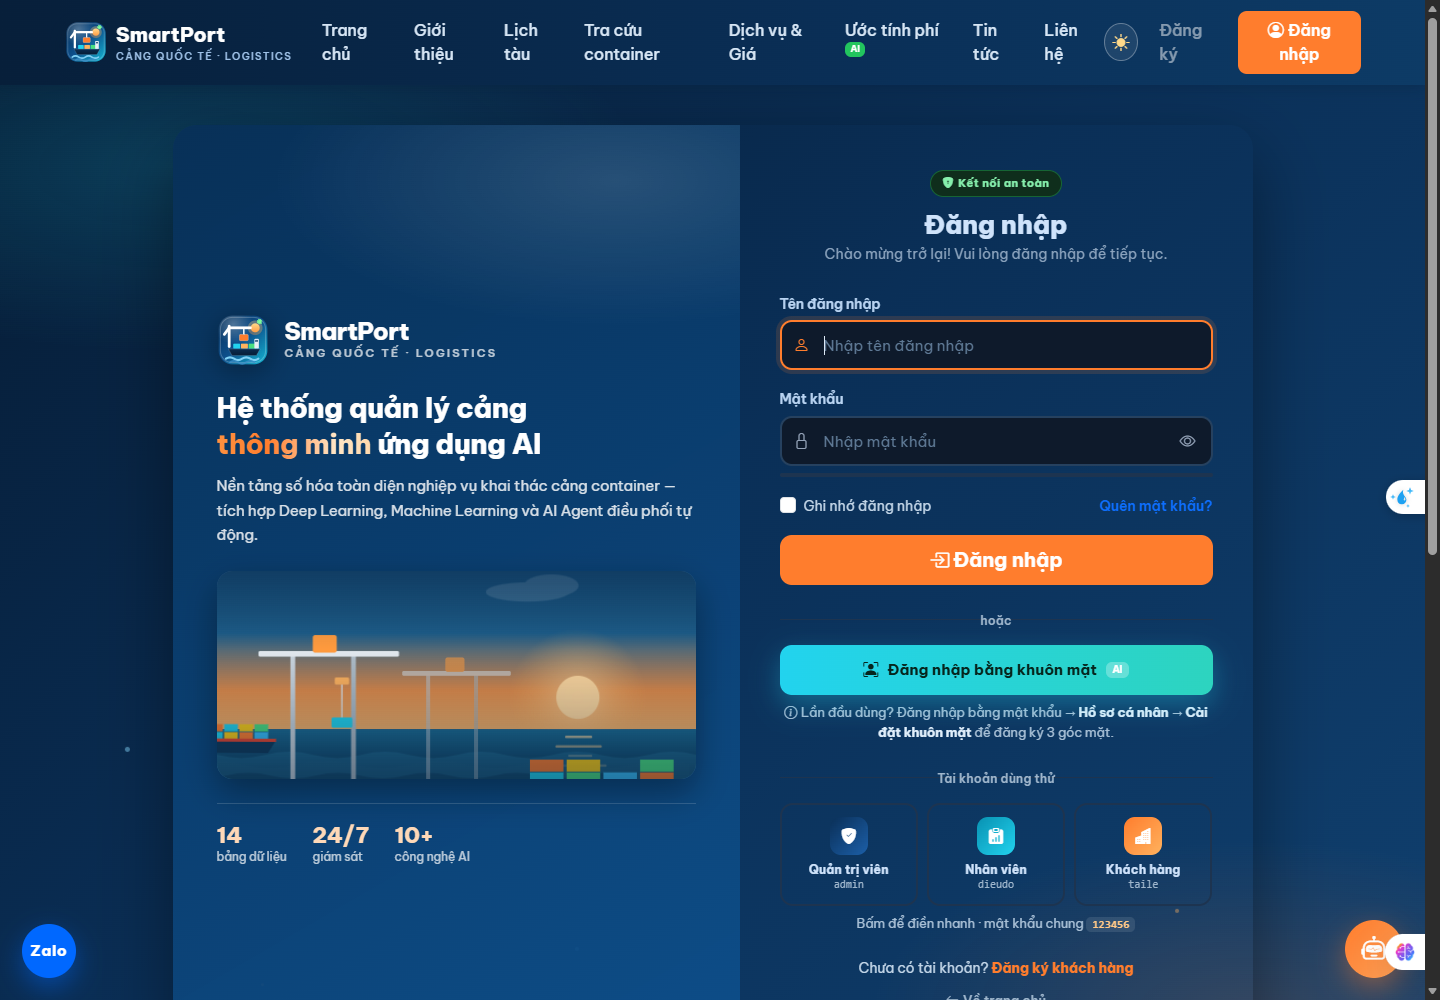 SmartPort
CẢNG QUỐC TẾ · LOGISTICS
Trang chủ
Giới thiệu
Lịch tàu
Tra cứu container
Dịch vụ & Giá
Ước tính phí AI
Tin tức
Liên hệ
Đăng ký
Đăng nhập
SmartPort
CẢNG QUỐC TẾ · LOGISTICS
Hệ thống quản lý cảng
thông minh ứng dụng AI
Nền tảng số hóa toàn diện nghiệp vụ khai thác cảng container —
tích hợp Deep Learning, Machine Learning và AI Agent điều phối tự
động.
14
bảng dữ liệu
24/7
giám sát
10+
công nghệ AI
Kết nối an toàn
Đăng nhập
Chào mừng trở lại! Vui lòng đăng nhập để tiếp tục.
Tên đăng nhập
Nhập tên đăng nhập
Mật khẩu
Nhập mật khẩu
Ghi nhớ đăng nhập
Quên mật khẩu?
Đăng nhập
hoặc
Đăng nhập bằng khuôn mặt AI
Lần đầu dùng? Đăng nhập bằng mật khẩu → Hồ sơ cá nhân → Cài
đặt khuôn mặt để đăng ký 3 góc mặt.
Tài khoản dùng thử
Quản trị viên
admin
Nhân viên
dieudo
Khách hàng
taile
Bấm để điền nhanh · mật khẩu chung 123456
Chưa có tài khoản? Đăng ký khách hàng
← Về trang chủ
Zalo